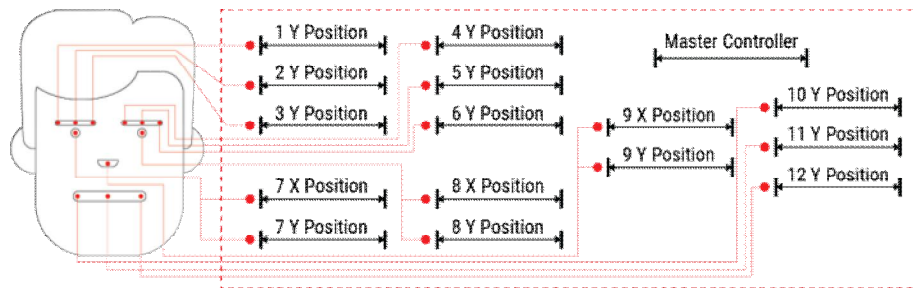 1 Y Position
2 Y Position
3 Y Position
4 Y Position
5 Y Position
6 Y Position
7 X Position
7 Y Position
8 X Position
8 Y Position
Master Controller
9 X Position
9 Y Position
10 Y Position
11 Y Position
12 Y Position